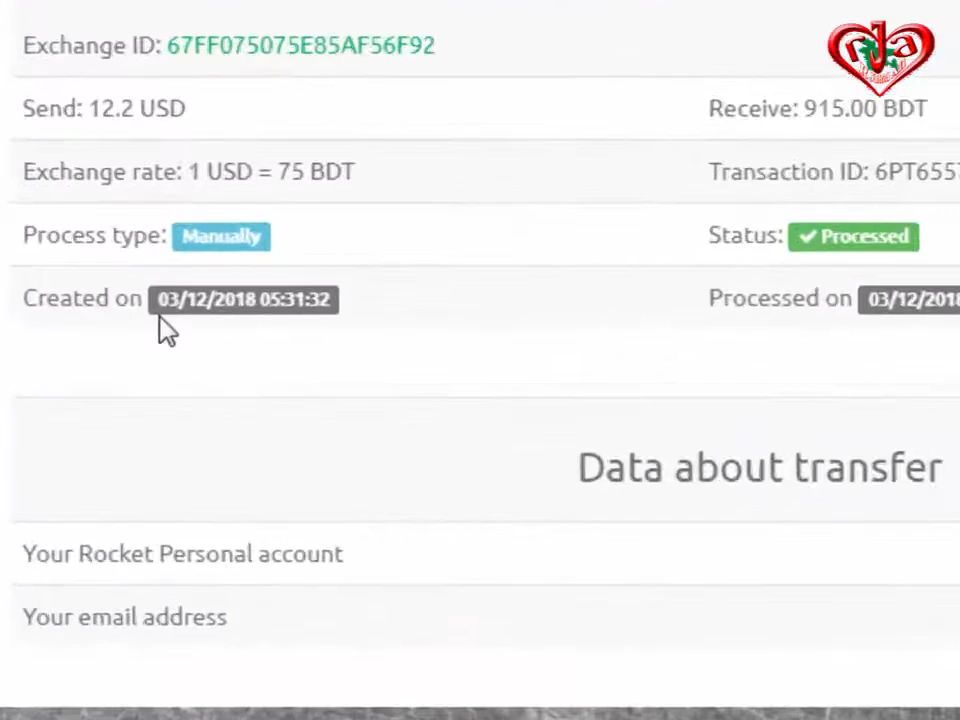 Exchange ID: 67FF075075E85AF56F92
rja
Send: 12.2 USD
Receive: 915.00 BDT
Exchange rate: 1 USD = 75 BDT
Transaction ID: 6PT655
Process type: Manually
Status: ✔ Processed
Created on 03/12/2018 05:31:32
Processed on 03/12/2018
Data about transfer
Your Rocket Personal account
Your email address